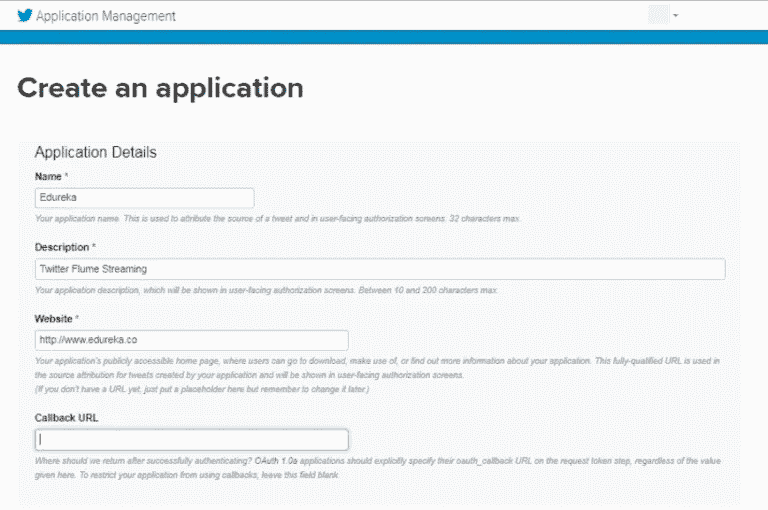 Application Management
Create an application
Application Details
Name *
Edureka
Your application name. This is used to attribute the source of a tweet and in user-facing authorization screens. 32 characters max.
Description *
Twitter Flume Streaming
Your application description, which will be shown in user-facing authorization screens. Between 10 and 200 characters max.
Website *
http://www.edureka.co
Your application's publicly accessible home page, where users can go to download, make use of, or find out more information about your application. This fully-qualified URL is used in
the source attribution for tweets created by your application and will be shown in user-facing authorization screens.
(If you don't have a URL yet, just put a placeholder here but remember to change it later.)
Callback URL
Where should we return after successfully authenticating? OAuth 1.0a applications should explicitly specify their oauth_callback URL on the request token step, regardless of the value
given here. To restrict your application from using callbacks, leave this field blank.